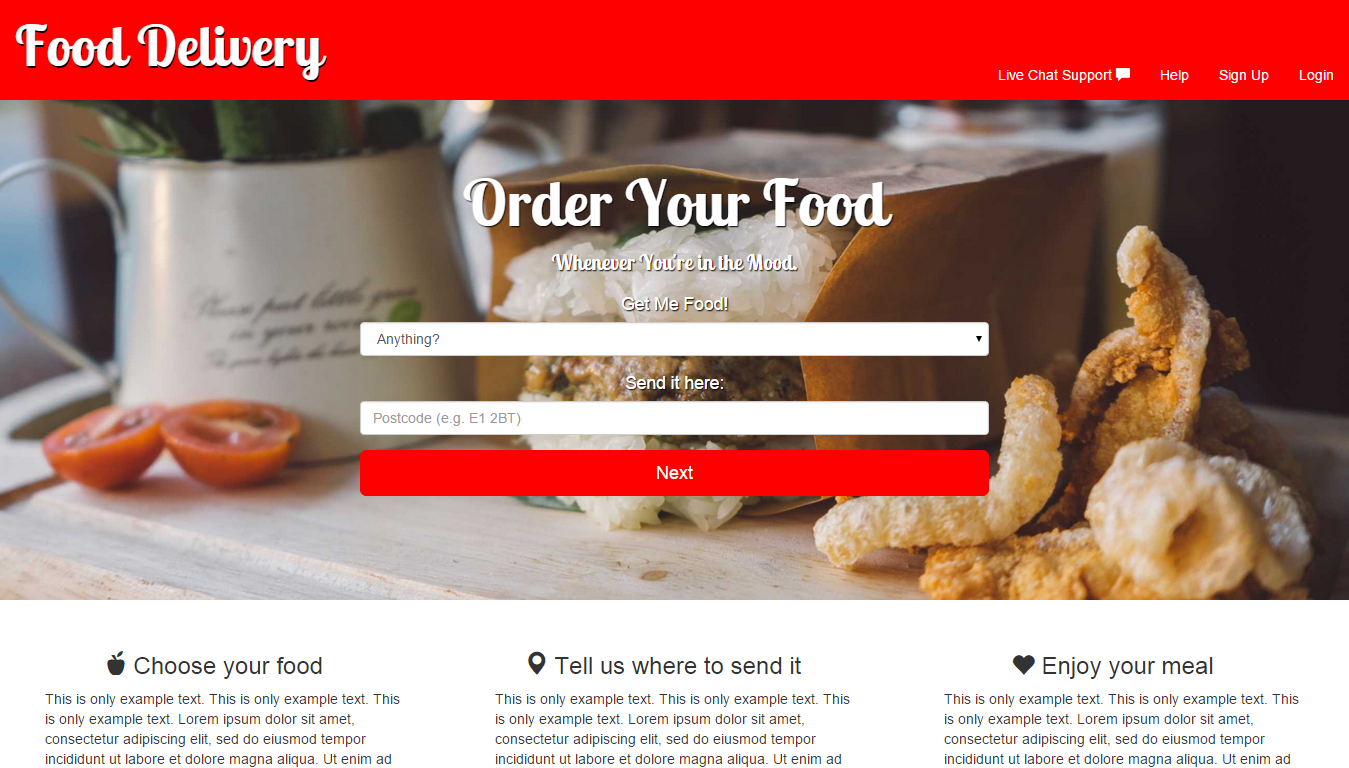 Food Delivery
Live Chat Support
Help
Sign Up
Login
Order Your Food
Whenever You're in the Mood.
Get Me Food!
Anything?
Send it here:
Postcode (e.g. E1 2BT)
Next
Choose your food
This is only example text. This is only example text. This
is only example text. Lorem ipsum dolor sit amet,
consectetur adipiscing elit, sed do eiusmod tempor
incididunt ut labore et dolore magna aliqua. Ut enim ad
Tell us where to send it
This is only example text. This is only example text. This
is only example text. Lorem ipsum dolor sit amet,
consectetur adipiscing elit, sed do eiusmod tempor
incididunt ut labore et dolore magna aliqua. Ut enim ad
Enjoy your meal
This is only example text. This is only example text. This
is only example text. Lorem ipsum dolor sit amet,
consectetur adipiscing elit, sed do eiusmod tempor
incididunt ut labore et dolore magna aliqua. Ut enim ad